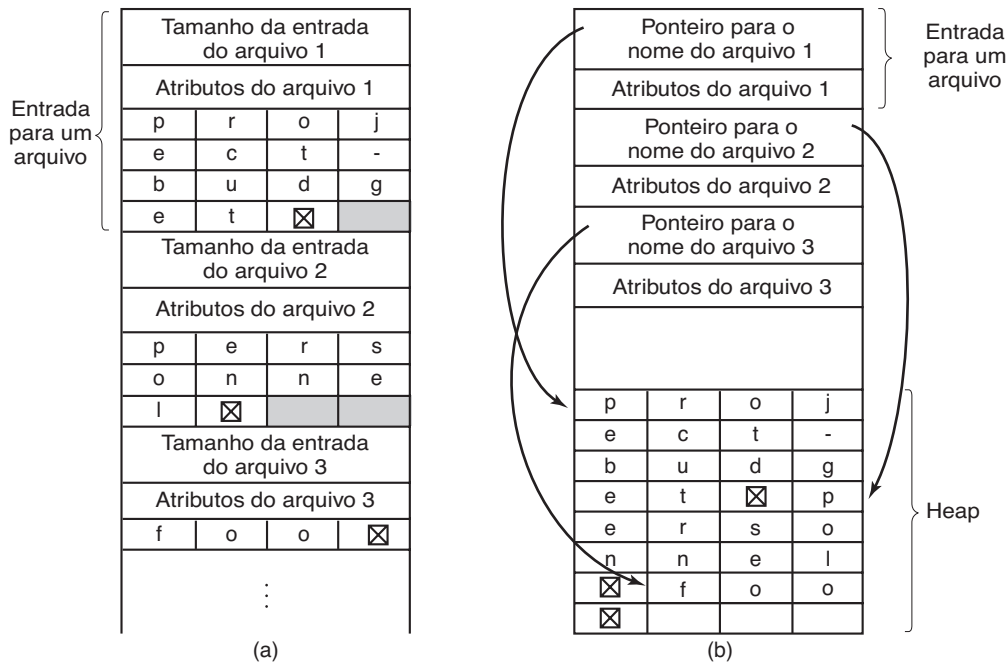 Entrada
para um
arquivo
Tamanho da entrada
do arquivo 1
Atributos do arquivo 1
p r o j
e c t -
b u d g
e t
Tamanho da entrada
do arquivo 2
Atributos do arquivo 2
p e r s
o n n e
l
Tamanho da entrada
do arquivo 3
Atributos do arquivo 3
f o o
(a)
Ponteiro para o
nome do arquivo 1
Atributos do arquivo 1
Ponteiro para o
nome do arquivo 2
Atributos do arquivo 2
Ponteiro para o
nome do arquivo 3
Atributos do arquivo 3
p r o j
e c t -
b u d g
e t p
e r s o
n n e l
f o o
(b)
Entrada
para um
arquivo
Heap